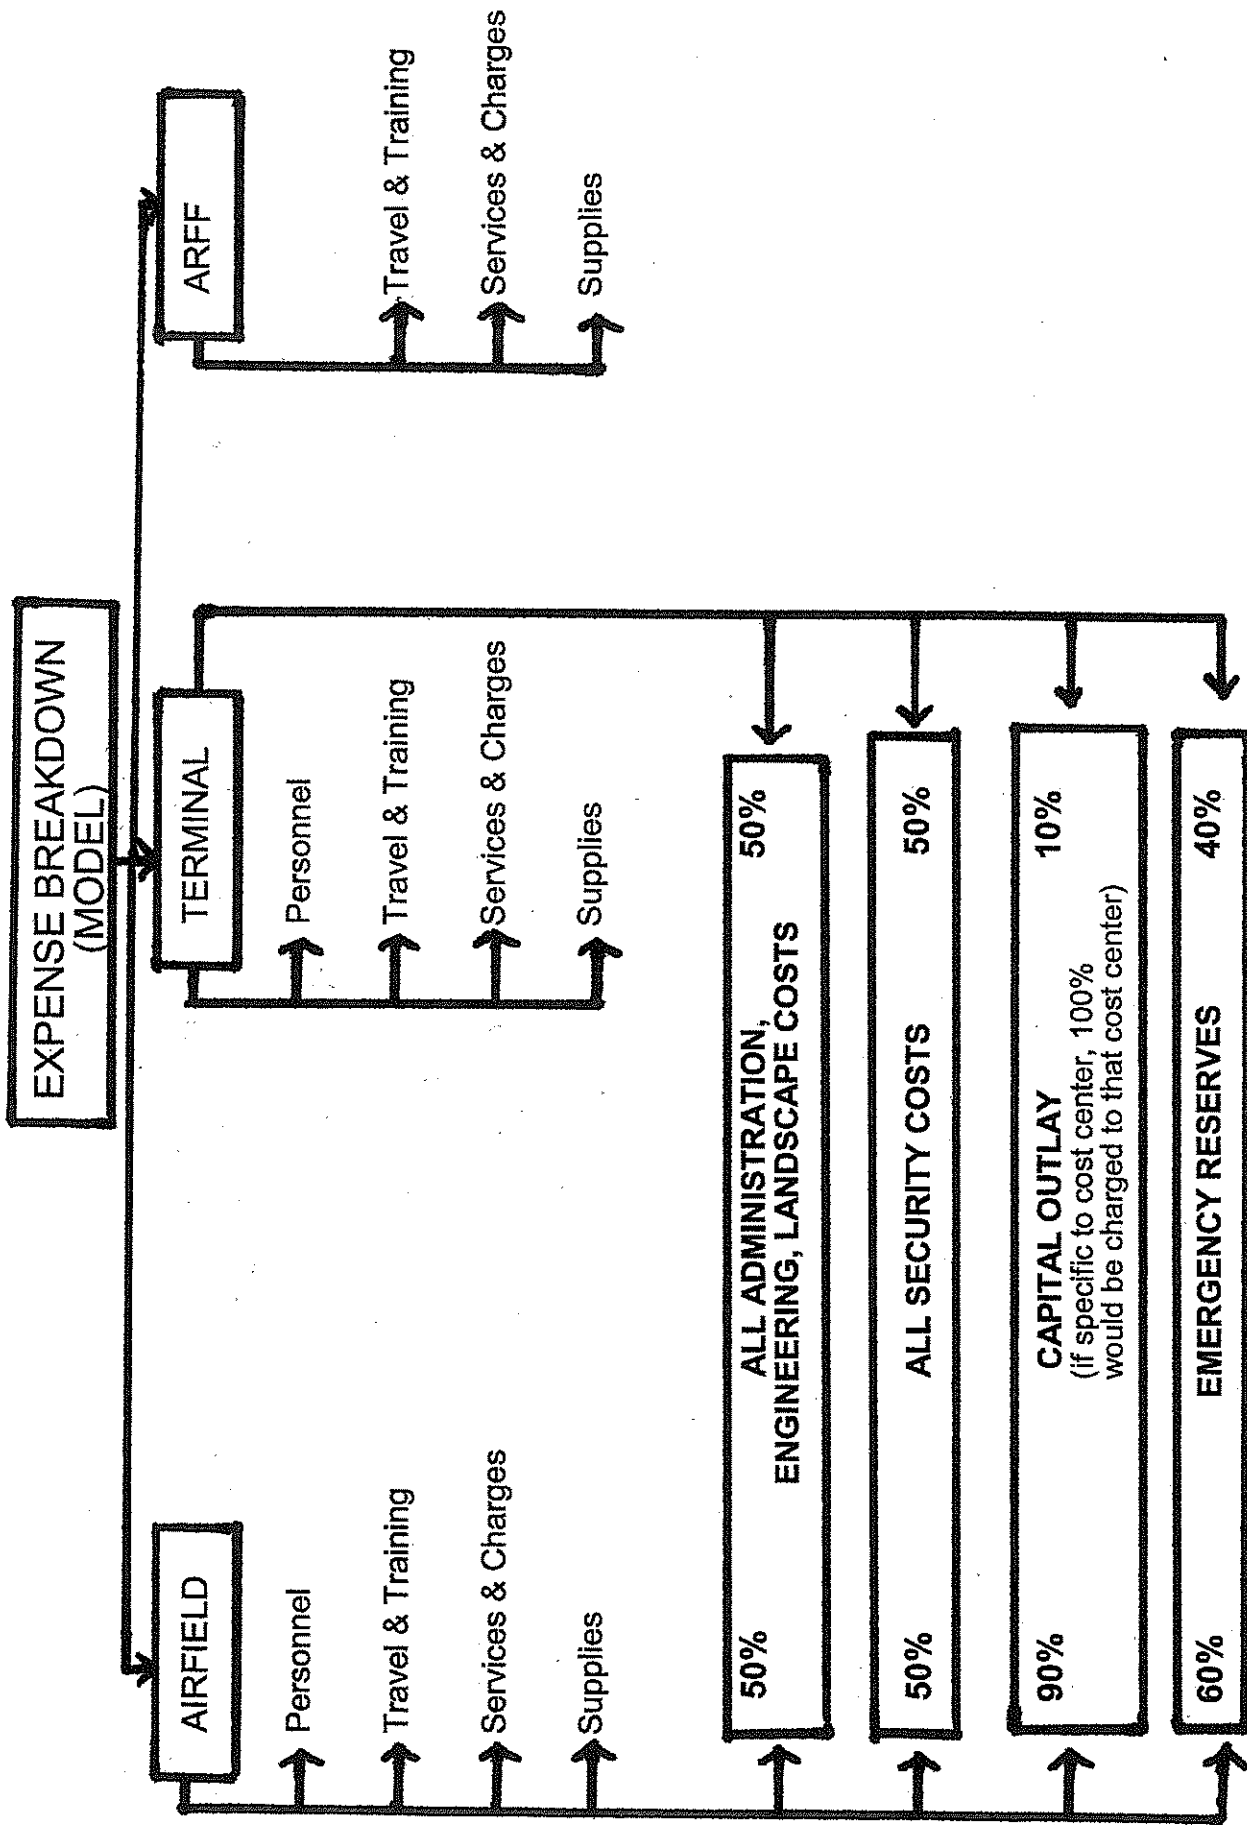 EXPENSE BREAKDOWN
(MODEL)
AIRFIELD
Personnel
Travel & Training
Services & Charges
Supplies
TERMINAL
Personnel
Travel & Training
Services & Charges
Supplies
ARFF
Travel & Training
Services & Charges
Supplies
50%
ALL ADMINISTRATION,
ENGINEERING, LANDSCAPE COSTS
50%
50%
ALL SECURITY COSTS
50%
90%
CAPITAL OUTLAY
(if specific to cost center, 100%
would be charged to that cost center)
10%
60%
EMERGENCY RESERVES
40%